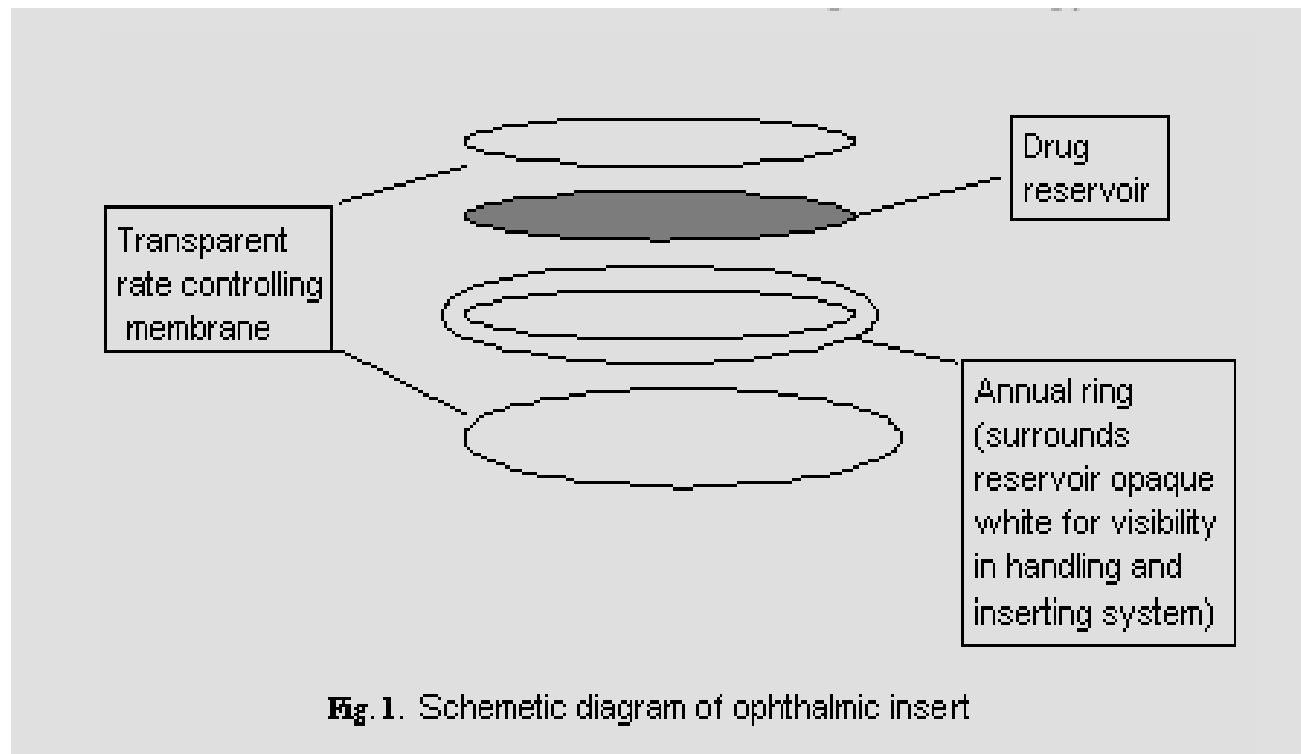 Drug
reservoir
Transparent
rate controlling
membrane
Annual ring
(surrounds
reservoir opaque
white for visibility
in handling and
inserting system)
Fig. 1. Schemetic diagram of ophthalmic insert